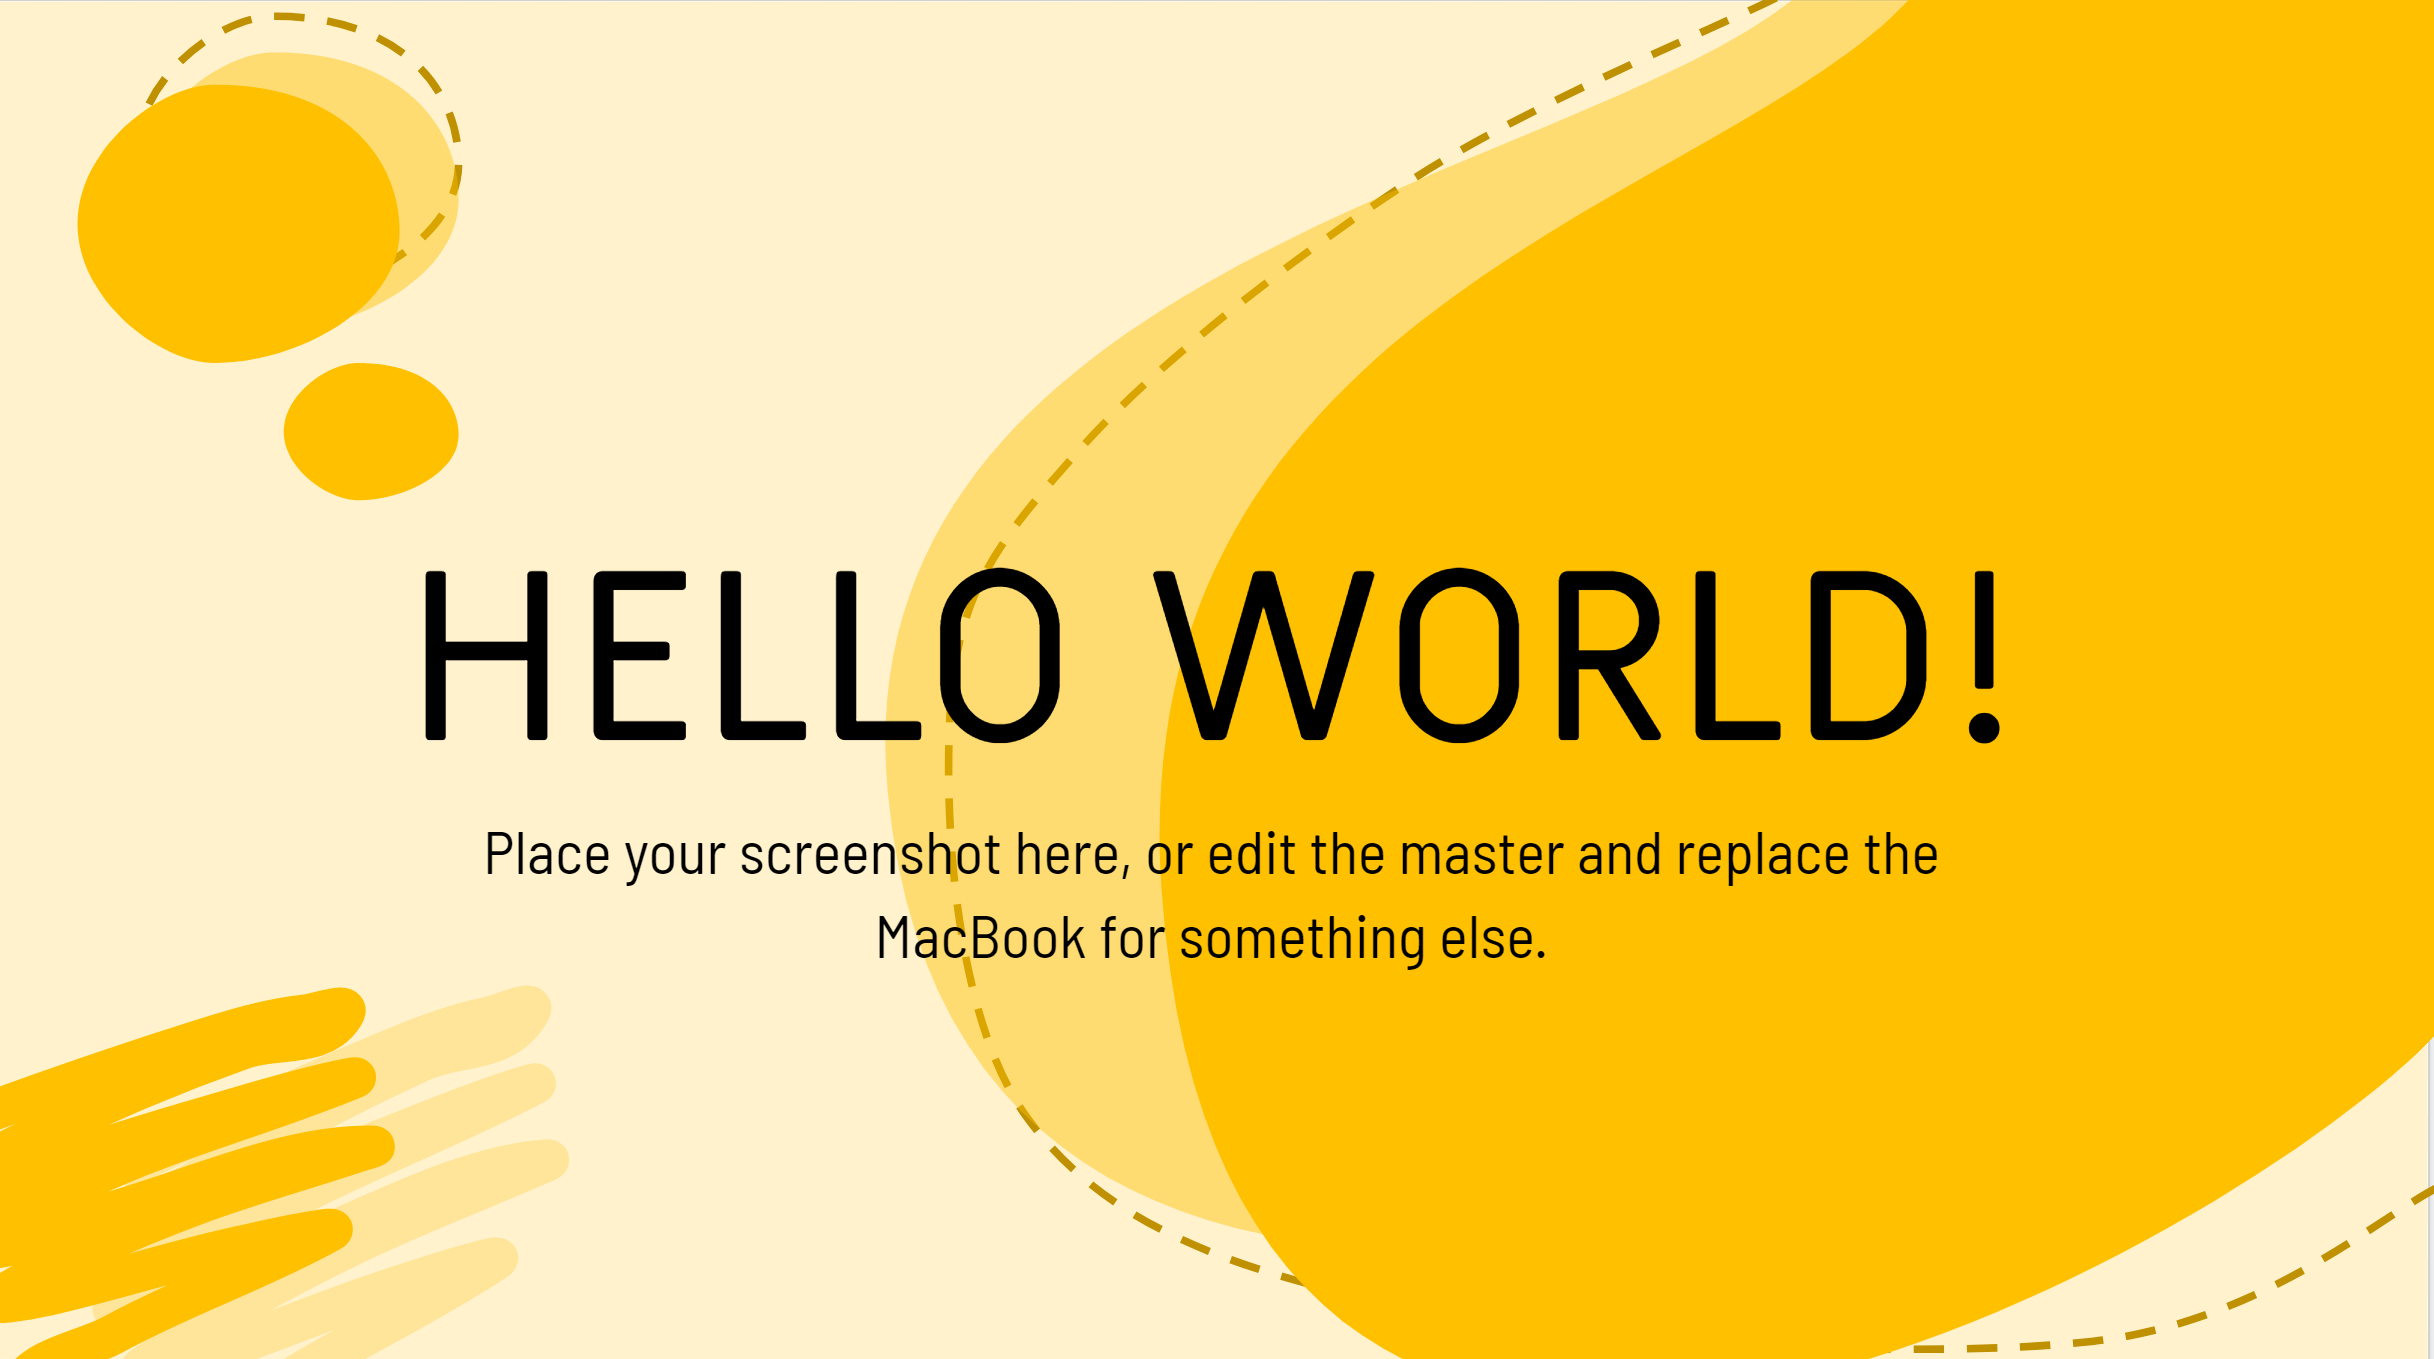 HELLO WORLD!
Place your screenshot here, or edit the master and replace the
MacBook for something else.